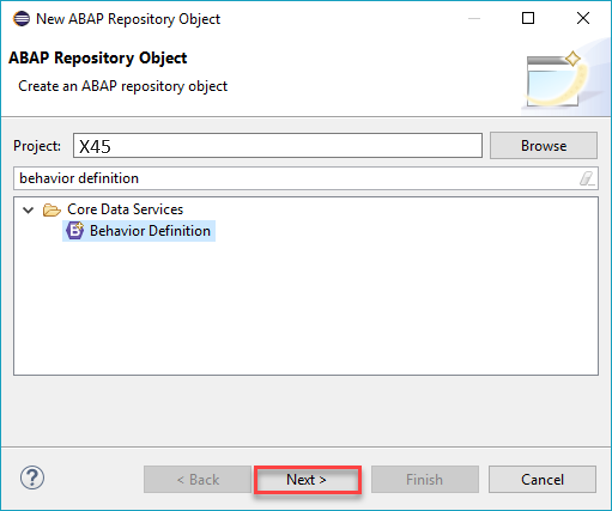 New ABAP Repository Object
ABAP Repository Object
Create an ABAP repository object
Project: X45 Browse
behavior definition
Core Data Services
Behavior Definition
? < Back Next > Finish Cancel